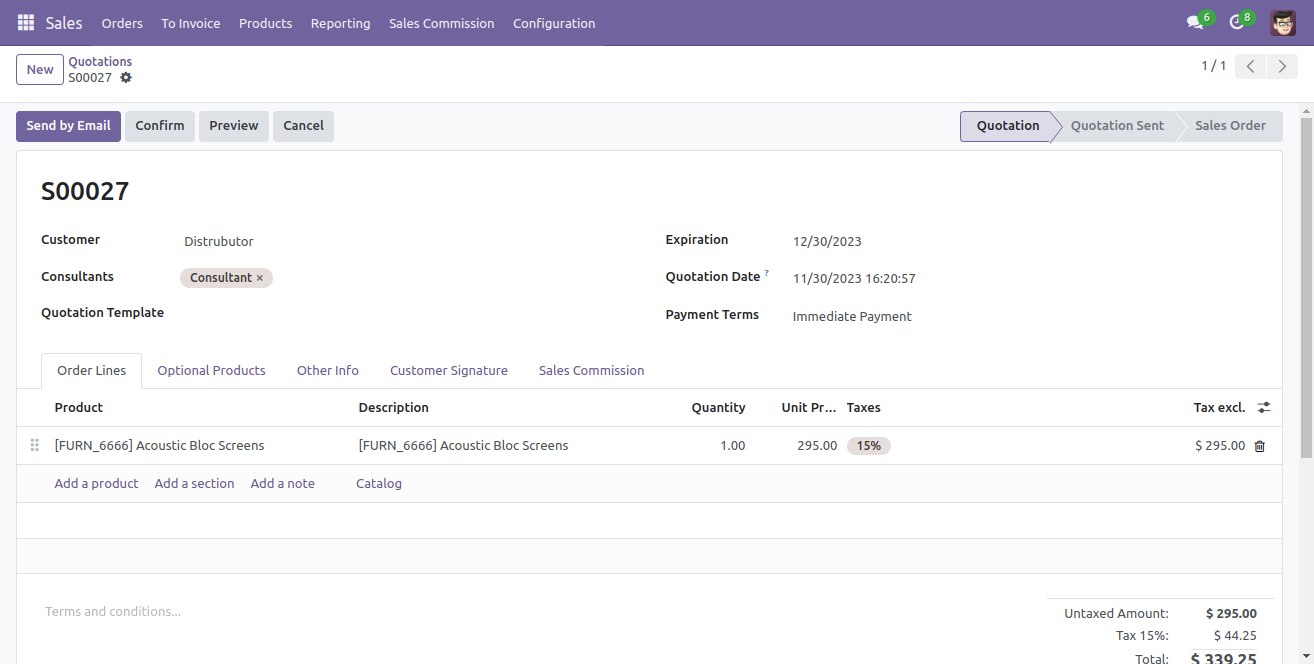 Sales Orders To Invoice Products Reporting Sales Commission Configuration 6 8
New Quotations 1 / 1
S00027
Send by Email Confirm Preview Cancel Quotation Quotation Sent Sales Order
S00027
Customer Distrubutor Expiration 12/30/2023
Consultants Consultant × Quotation Date ? 11/30/2023 16:20:57
Quotation Template Payment Terms Immediate Payment
Order Lines Optional Products Other Info Customer Signature Sales Commission
Product Description Quantity Unit Pr... Taxes Tax excl.
[FURN_6666] Acoustic Bloc Screens [FURN_6666] Acoustic Bloc Screens 1.00 295.00 15% $ 295.00
Add a product Add a section Add a note Catalog
Terms and conditions... Untaxed Amount: $ 295.00
Tax 15%: $ 44.25
Total: $ 339.25